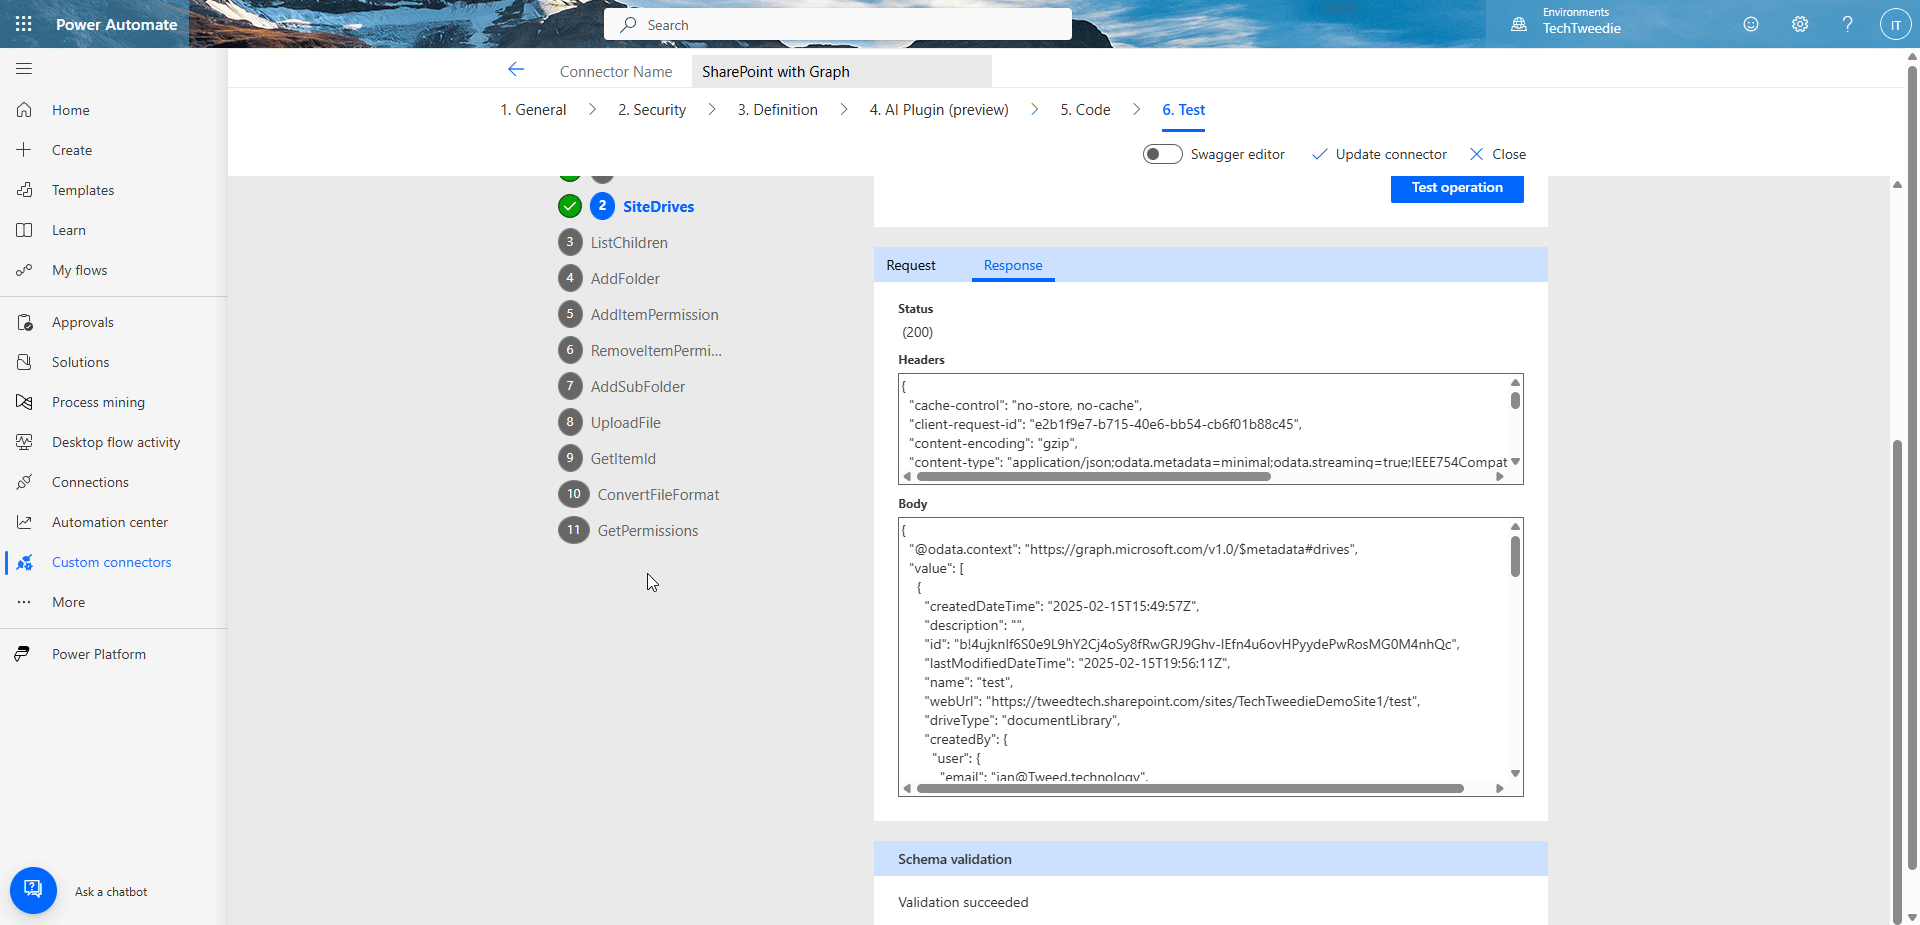 Power Automate
Search
Environments
TechTweedie
IT
Home
Create
Templates
Learn
My flows
Approvals
Solutions
Process mining
Desktop flow activity
Connections
Automation center
Custom connectors
More
Power Platform
Ask a chatbot
Connector Name
SharePoint with Graph
1. General
2. Security
3. Definition
4. AI Plugin (preview)
5. Code
6. Test
Swagger editor
Update connector
Close
2 SiteDrives
3 ListChildren
4 AddFolder
5 AddItemPermission
6 RemoveItemPermi...
7 AddSubFolder
8 UploadFile
9 GetItemId
10 ConvertFileFormat
11 GetPermissions
Test operation
Request
Response
Status
(200)
Headers
{
"cache-control": "no-store, no-cache",
"client-request-id": "e2b1f9e7-b715-40e6-bb54-cb6f01b88c45",
"content-encoding": "gzip",
"content-type": "application/json;odata.metadata=minimal;odata.streaming=true;IEEE754Compat
Body
{
"@odata.context": "https://graph.microsoft.com/v1.0/$metadata#drives",
"value": [
{
"createdDateTime": "2025-02-15T15:49:57Z",
"description": "",
"id": "b!4ujknIf6S0e9L9hY2Cj4oSy8fRwGRJ9Ghv-IEfn4u6ovHPyydePwRosMG0M4nhQc",
"lastModifiedDateTime": "2025-02-15T19:56:11Z",
"name": "test",
"webUrl": "https://tweedtech.sharepoint.com/sites/TechTweedieDemoSite1/test",
"driveType": "documentLibrary",
"createdBy": {
"user": {
"email": "ian@Tweed.technology",
Schema validation
Validation succeeded